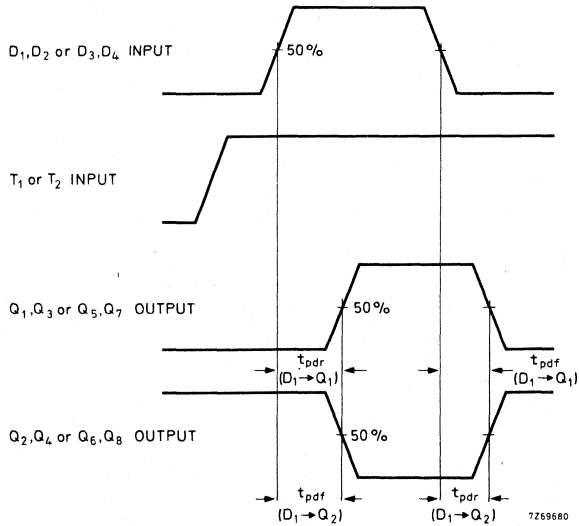 D₁,D₂ or D₃,D₄ INPUT
50%
T₁ or T₂ INPUT
Q₁,Q₃ or Q₅,Q₇ OUTPUT
50%
tpdr
(D₁→Q₁)
tpdf
(D₁→Q₁)
Q₂,Q₄ or Q₆,Q₈ OUTPUT
50%
tpdf
(D₁→Q₂)
tpdr
(D₁→Q₂)
7Z69680